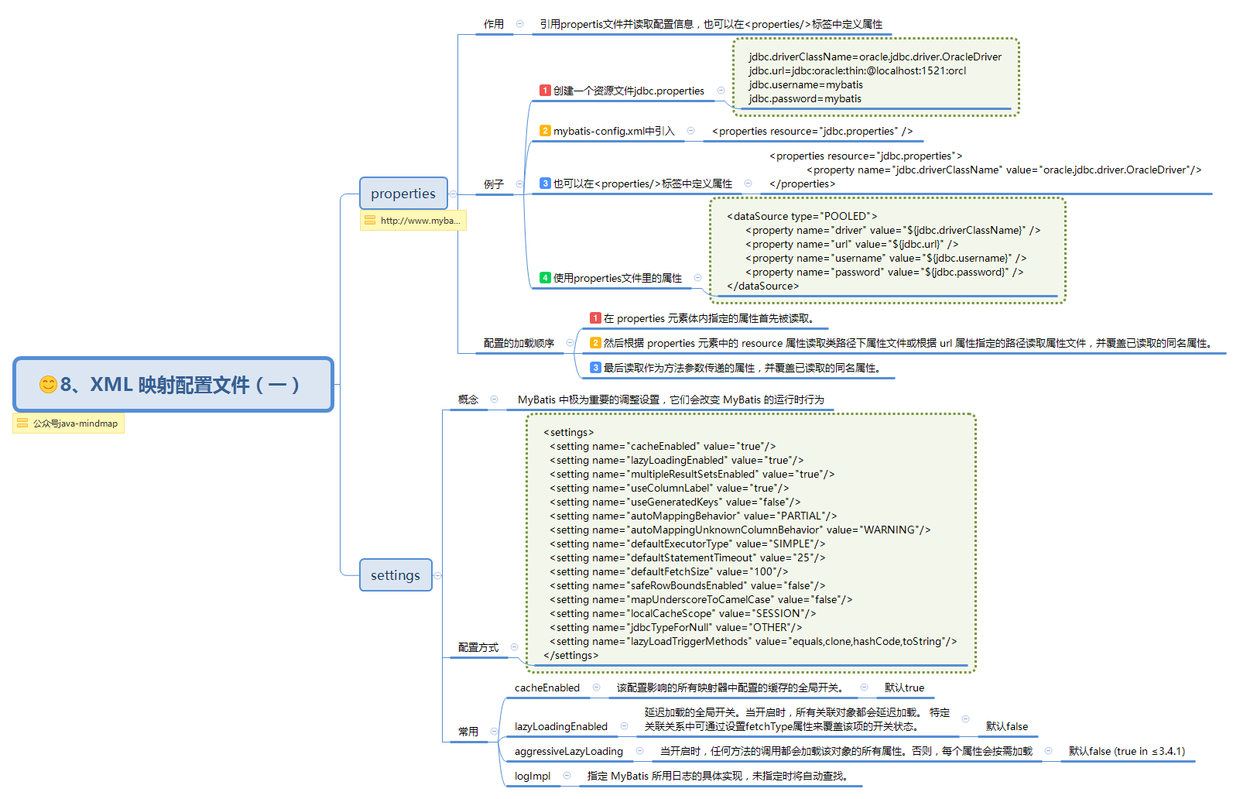 8、XML 映射配置文件（一）
公众号java-mindmap
properties
http://www.myba...
作用
引用propertis文件并读取配置信息，也可以在<properties/>标签中定义属性
例子
1 创建一个资源文件jdbc.properties
jdbc.driverClassName=oracle.jdbc.driver.OracleDriver
jdbc.url=jdbc:oracle:thin:@localhost:1521:orcl
jdbc.username=mybatis
jdbc.password=mybatis
2 mybatis-config.xml中引入
<properties resource="jdbc.properties" />
3 也可以在<properties/>标签中定义属性
<properties resource="jdbc.properties">
<property name="jdbc.driverClassName" value="oracle.jdbc.driver.OracleDriver"/>
</properties>
4 使用properties文件里的属性
<dataSource type="POOLED">
<property name="driver" value="${jdbc.driverClassName}" />
<property name="url" value="${jdbc.url}" />
<property name="username" value="${jdbc.username}" />
<property name="password" value="${jdbc.password}" />
</dataSource>
配置的加载顺序
1 在 properties 元素体内指定的属性首先被读取。
2 然后根据 properties 元素中的 resource 属性读取类路径下属性文件或根据 url 属性指定的路径读取属性文件，并覆盖已读取的同名属性。
3 最后读取作为方法参数传递的属性，并覆盖已读取的同名属性。
settings
概念
MyBatis 中极为重要的调整设置，它们会改变 MyBatis 的运行时行为
配置方式
<settings>
<setting name="cacheEnabled" value="true"/>
<setting name="lazyLoadingEnabled" value="true"/>
<setting name="multipleResultSetsEnabled" value="true"/>
<setting name="useColumnLabel" value="true"/>
<setting name="useGeneratedKeys" value="false"/>
<setting name="autoMappingBehavior" value="PARTIAL"/>
<setting name="autoMappingUnknownColumnBehavior" value="WARNING"/>
<setting name="defaultExecutorType" value="SIMPLE"/>
<setting name="defaultStatementTimeout" value="25"/>
<setting name="defaultFetchSize" value="100"/>
<setting name="safeRowBoundsEnabled" value="false"/>
<setting name="mapUnderscoreToCamelCase" value="false"/>
<setting name="localCacheScope" value="SESSION"/>
<setting name="jdbcTypeForNull" value="OTHER"/>
<setting name="lazyLoadTriggerMethods" value="equals,clone,hashCode,toString"/>
</settings>
常用
cacheEnabled
该配置影响的所有映射器中配置的缓存的全局开关。
默认true
lazyLoadingEnabled
延迟加载的全局开关。当开启时，所有关联对象都会延迟加载。 特定
关联关系中可通过设置fetchType属性来覆盖该项的开关状态。
默认false
aggressiveLazyLoading
当开启时，任何方法的调用都会加载该对象的所有属性。否则，每个属性会按需加载
默认false (true in ≤3.4.1)
logImpl
指定 MyBatis 所用日志的具体实现，未指定时将自动查找。